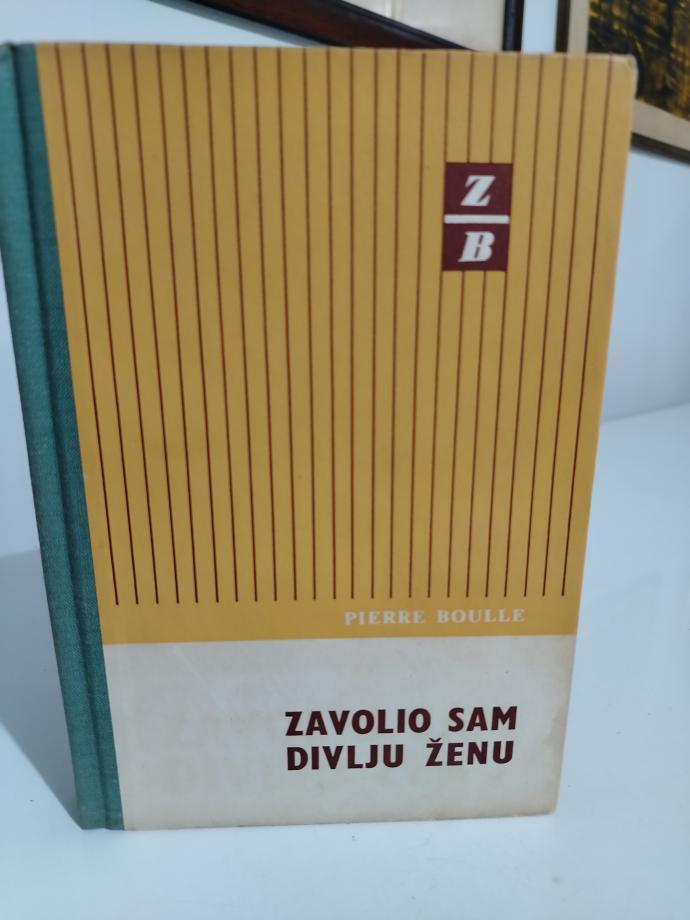 Z
B
PIERRE BOULLE
ZAVOLIO SAM
DIVLJU ŽENU